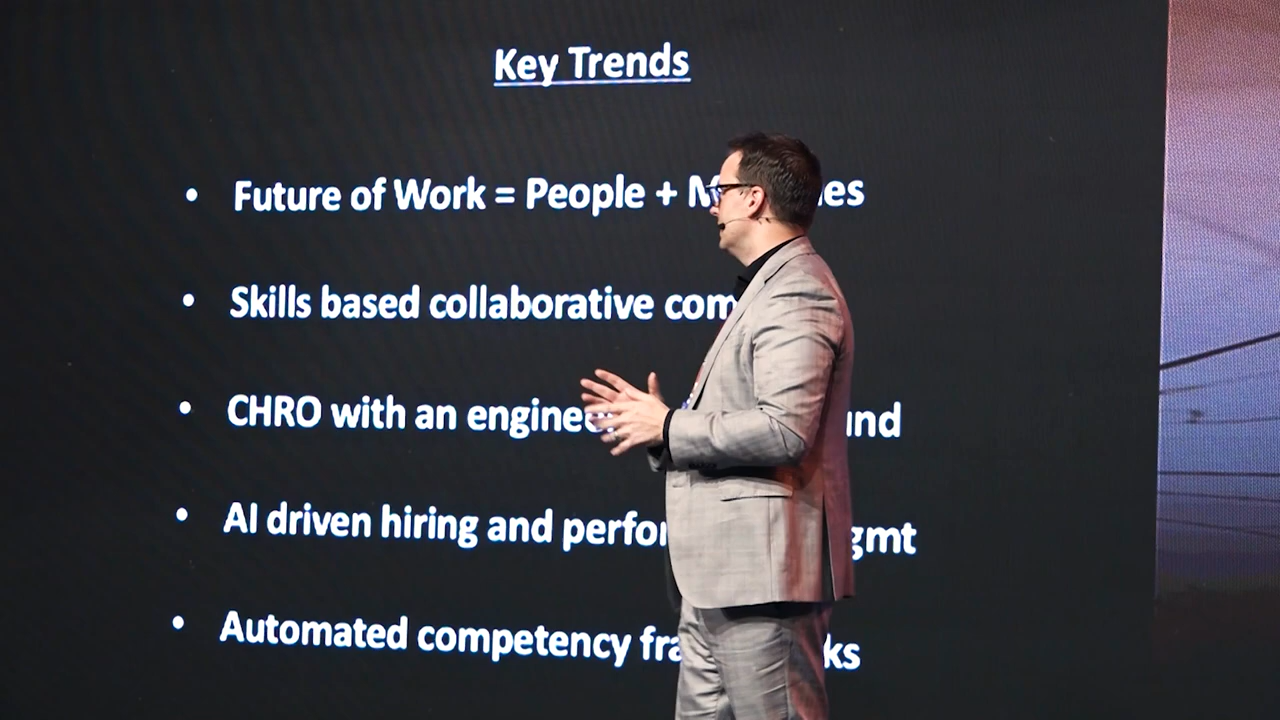 Key Trends
• Future of Work = People +
• Skills based collaborative
• CHRO with an
• AI driven hiring and
• Automated competency